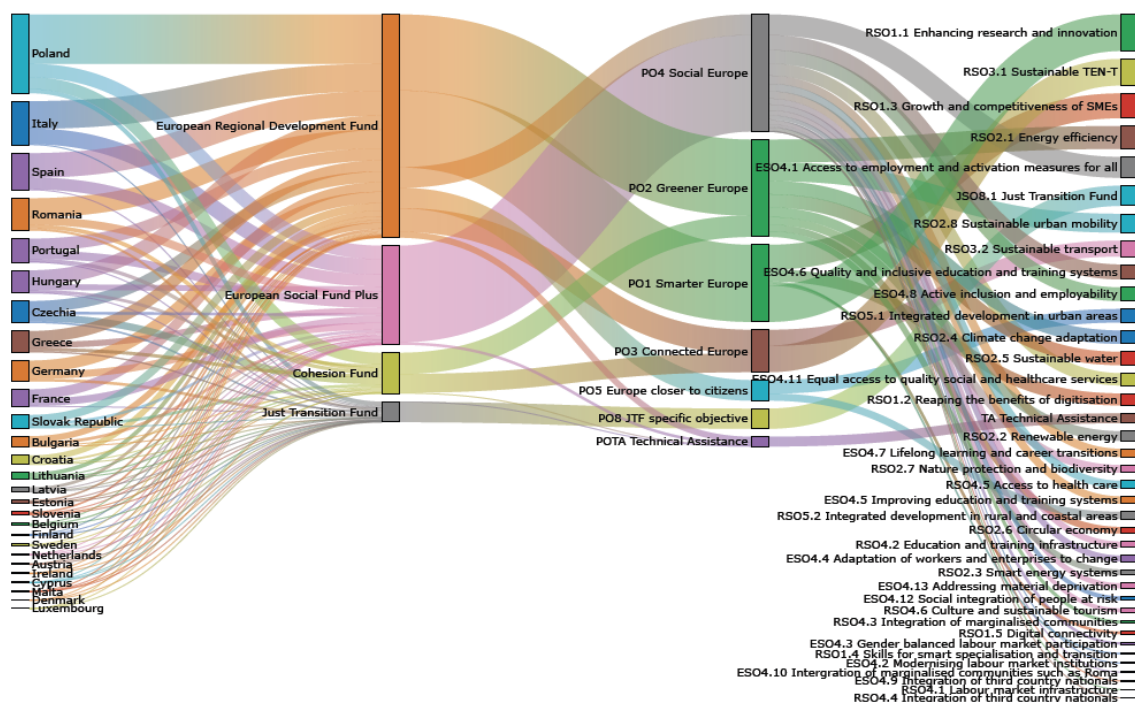 Poland
Italy
Spain
Romania
Portugal
Hungary
Czechia
Greece
Germany
France
Slovak Republic
Bulgaria
Croatia
Lithuania
Latvia
Estonia
Slovenia
Belgium
Finland
Sweden
Netherlands
Austria
Ireland
Cyprus
Malta
Denmark
Luxembourg
European Regional Development Fund
European Social Fund Plus
Cohesion Fund
Just Transition Fund
PO4 Social Europe
PO2 Greener Europe
PO1 Smarter Europe
PO3 Connected Europe
PO5 Europe closer to citizens
PO8 JTF specific objective
POTA Technical Assistance
RSO1.1 Enhancing research and innovation
RSO3.1 Sustainable TEN-T
RSO1.3 Growth and competitiveness of SMEs
RSO2.1 Energy efficiency
ESO4.1 Access to employment and activation measures for all
JSO8.1 Just Transition Fund
RSO2.8 Sustainable urban mobility
RSO3.2 Sustainable transport
ESO4.6 Quality and inclusive education and training systems
ESO4.8 Active inclusion and employability
RSO5.1 Integrated development in urban areas
RSO2.4 Climate change adaptation
RSO2.5 Sustainable water
ESO4.11 Equal access to quality social and healthcare services
RSO1.2 Reaping the benefits of digitisation
TA Technical Assistance
RSO2.2 Renewable energy
ESO4.7 Lifelong learning and career transitions
RSO2.7 Nature protection and biodiversity
RSO4.5 Access to health care
ESO4.5 Improving education and training systems
RSO5.2 Integrated development in rural and coastal areas
RSO2.6 Circular economy
RSO4.2 Education and training infrastructure
ESO4.4 Adaptation of workers and enterprises to change
RSO2.3 Smart energy systems
ESO4.13 Addressing material deprivation
ESO4.12 Social integration of people at risk
RSO4.6 Culture and sustainable tourism
RSO4.3 Integration of marginalised communities
RSO1.5 Digital connectivity
ESO4.3 Gender balanced labour market participation
RSO1.4 Skills for smart specialisation and transition
ESO4.2 Modernising labour market institutions
ESO4.10 Intergration of marginalised communities such as Roma
ESO4.9 Integration of third country nationals
RSO4.1 Labour market infrastructure
RSO4.4 Integration of third country nationals